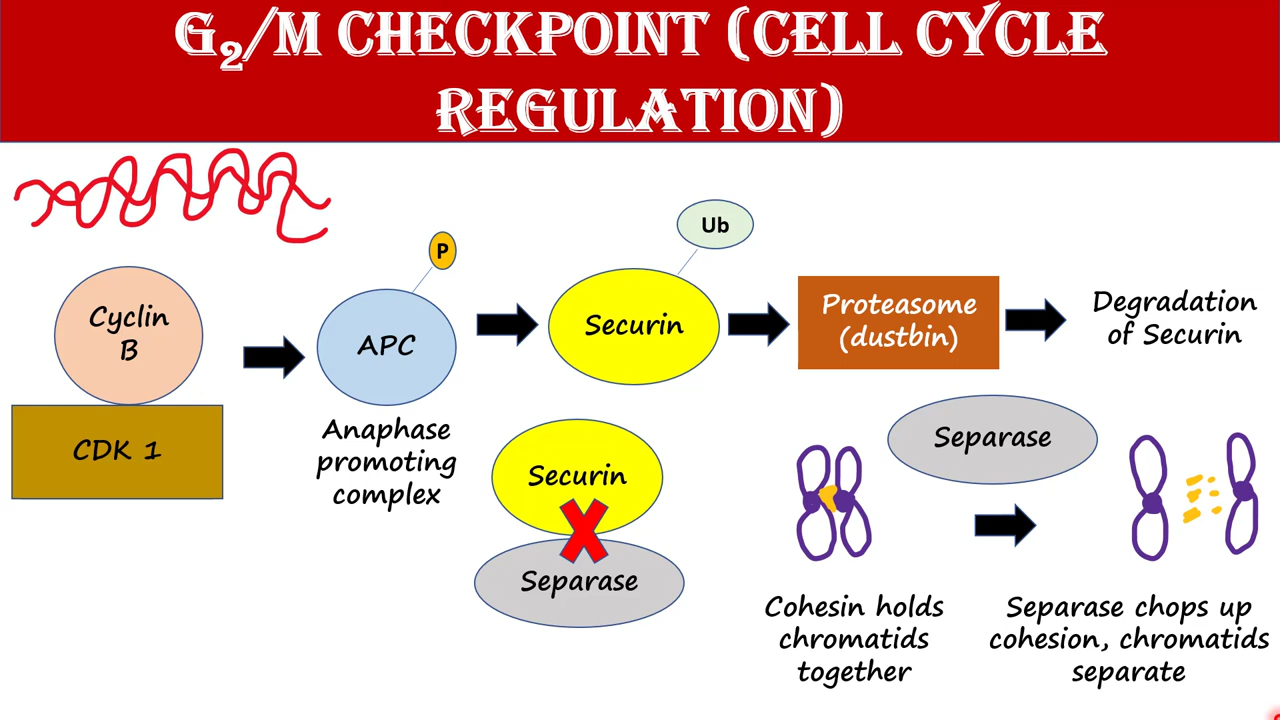 G₂/M CHECKPOINT (CELL CYCLE
REGULATION)
Cyclin
B
CDK 1
P
APC
Anaphase
promoting
complex
Ub
Securin
Securin
Separase
Proteasome
(dustbin)
Degradation
of Securin
Separase
Cohesin holds
chromatids
together
Separase chops up
cohesion, chromatids
separate